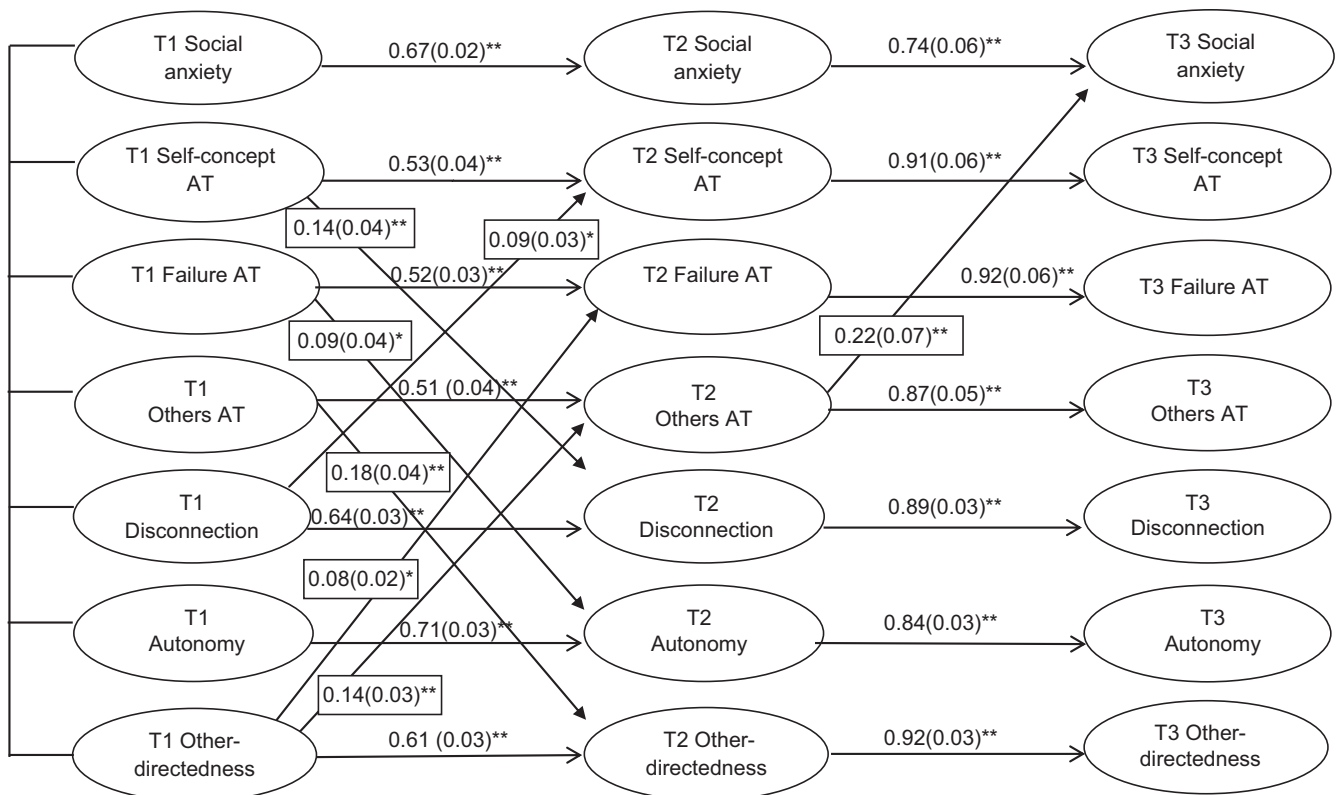 T1 Social
anxiety
0.67(0.02)**
T2 Social
anxiety
0.74(0.06)**
T3 Social
anxiety
T1 Self-concept
AT
0.53(0.04)**
T2 Self-concept
AT
0.91(0.06)**
T3 Self-concept
AT
0.14(0.04)**
0.09(0.03)*
T1 Failure AT
0.52(0.03)**
T2 Failure AT
0.92(0.06)**
T3 Failure AT
0.09(0.04)*
0.22(0.07)**
T1
Others AT
0.51 (0.04)**
T2
Others AT
0.87(0.05)**
T3
Others AT
0.18(0.04)**
T1
Disconnection
0.64(0.03)**
T2
Disconnection
0.89(0.03)**
T3
Disconnection
0.08(0.02)*
T1
Autonomy
0.71(0.03)**
T2
Autonomy
0.84(0.03)**
T3
Autonomy
0.14(0.03)**
T1 Other-
directedness
0.61 (0.03)**
T2 Other-
directedness
0.92(0.03)**
T3 Other-
directedness